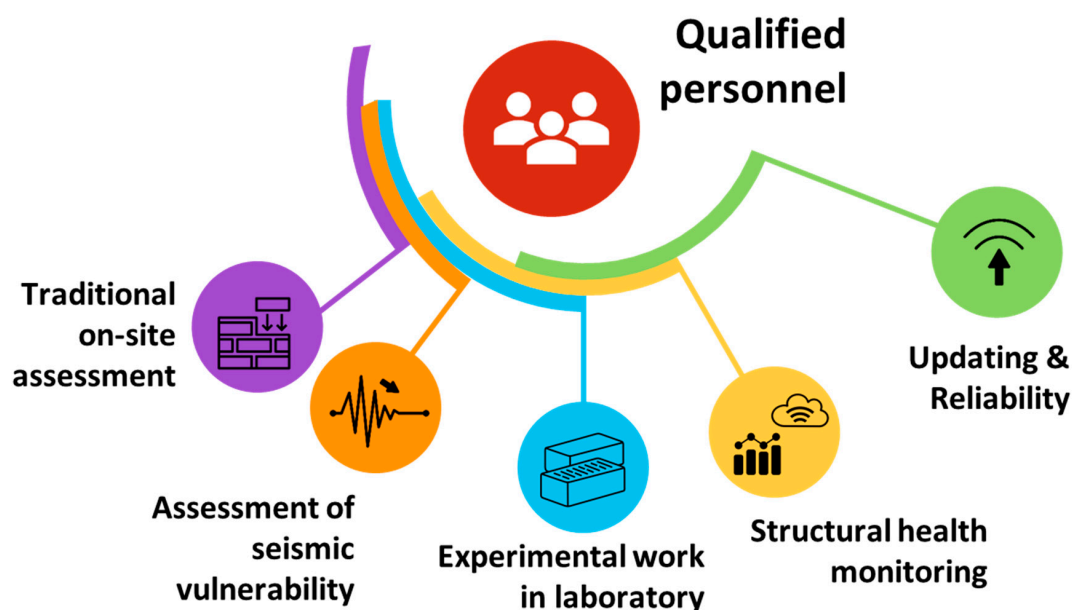 Qualified
personnel
Traditional
on-site
assessment
Assessment of
seismic
vulnerability
Experimental work
in laboratory
Structural health
monitoring
Updating &
Reliability